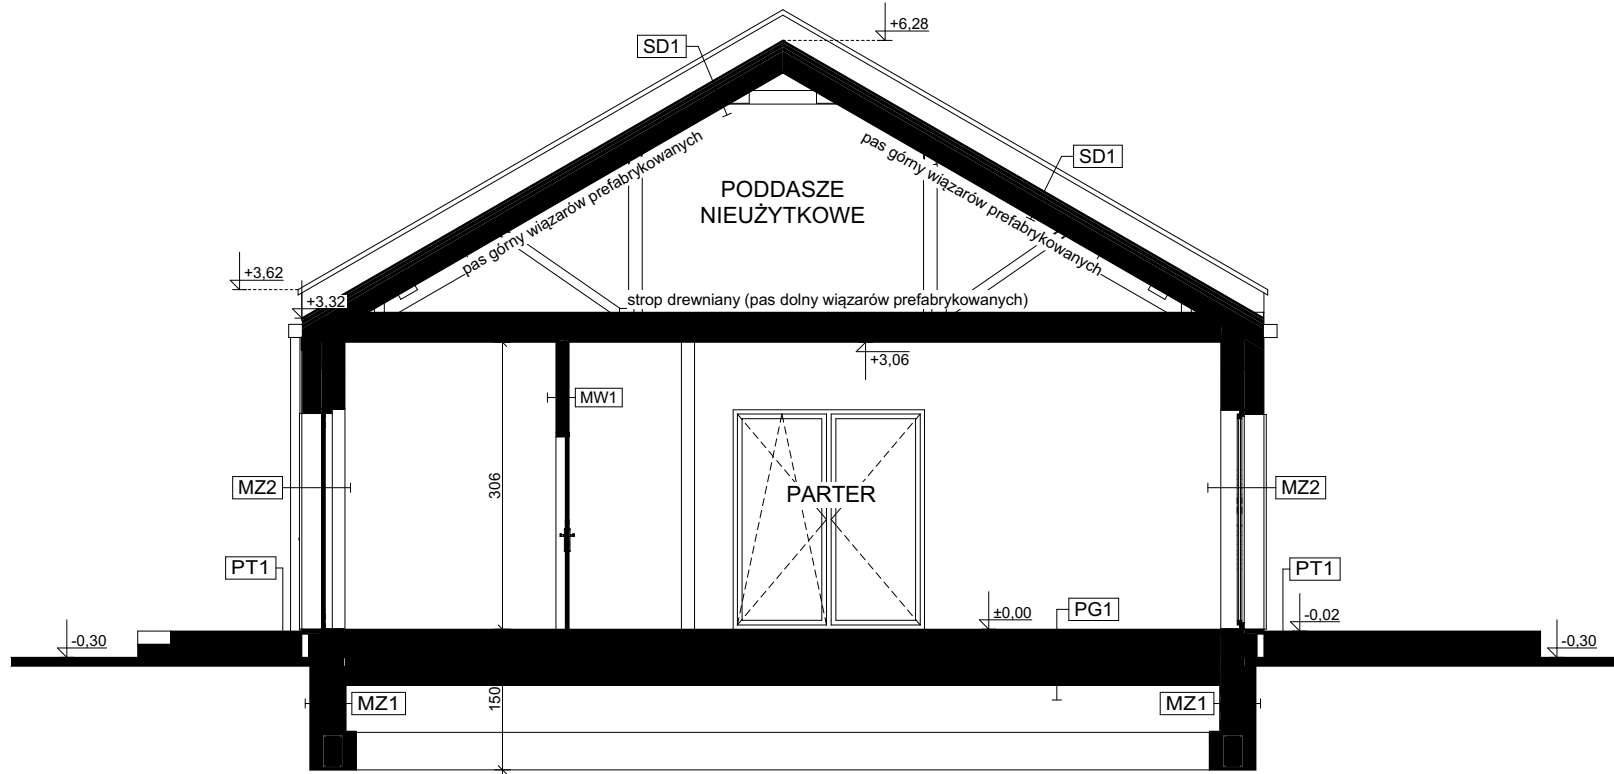 +6,28
SD1
pas górny wiązarów prefabrykowanych
pas górny wiązarów prefabrykowanych
SD1
PODDASZE
NIEUŻYTKOWE
+3,62
+3,32
strop drewniany (pas dolny wiązarów prefabrykowanych)
+3,06
MW1
306
MZ2
PARTER
MZ2
PT1
PT1
±0,00
PG1
-0,02
-0,30
-0,30
150
MZ1
MZ1